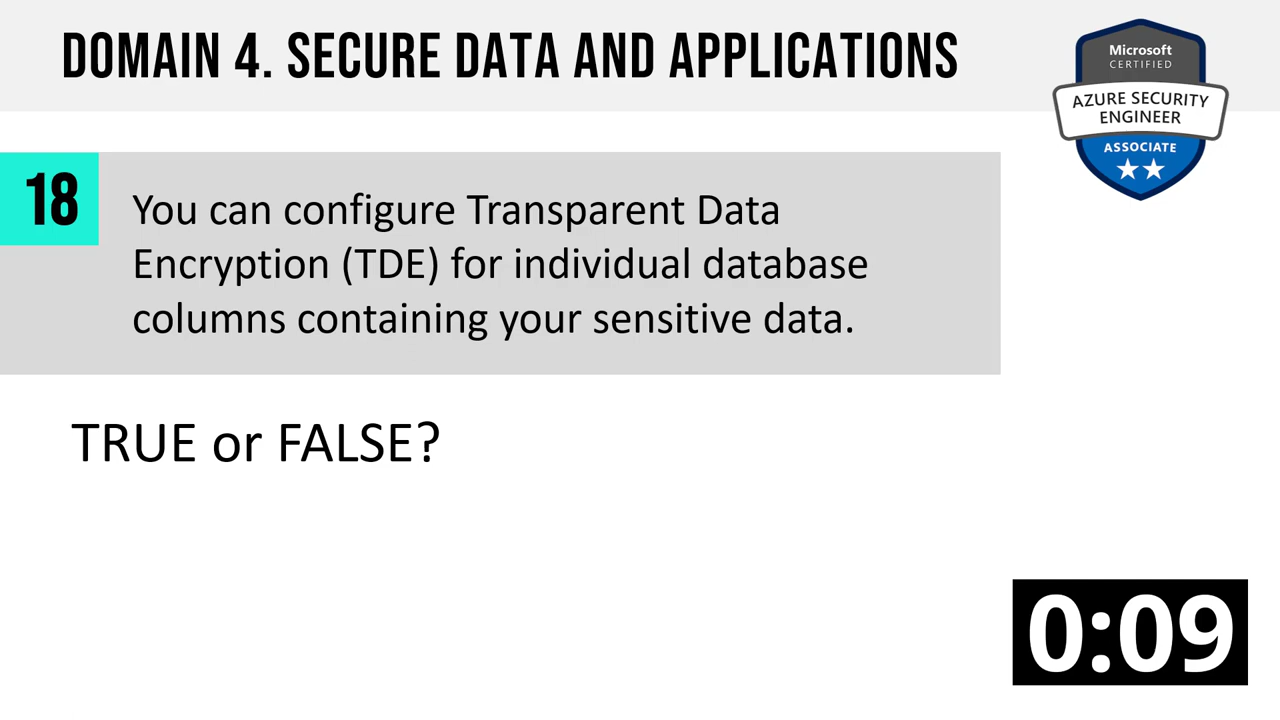 DOMAIN 4. SECURE DATA AND APPLICATIONS
Microsoft
CERTIFIED
AZURE SECURITY
ENGINEER
ASSOCIATE
18
You can configure Transparent Data
Encryption (TDE) for individual database
columns containing your sensitive data.
TRUE or FALSE?
0:09